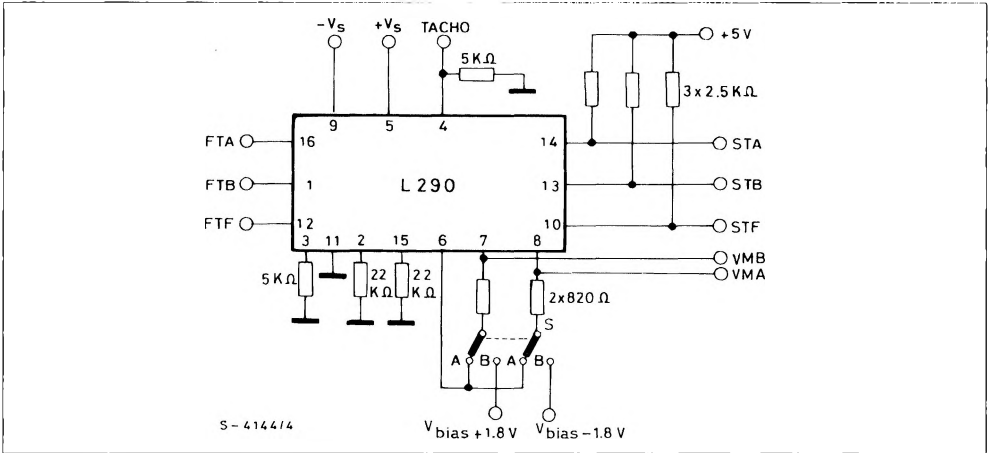 -Vs
+Vs
TACHO
+5V
5KΩ
3x2.5KΩ
9
5
4
FTA
16
14
STA
FTB
1
L290
13
STB
FTF
12
10
STF
3
11
2
15
6
7
8
VMB
VMA
5KΩ
22
KΩ
22
KΩ
2x820Ω
S
A
B
A
B
S-4144/4
Vbias+1.8V
Vbias-1.8V